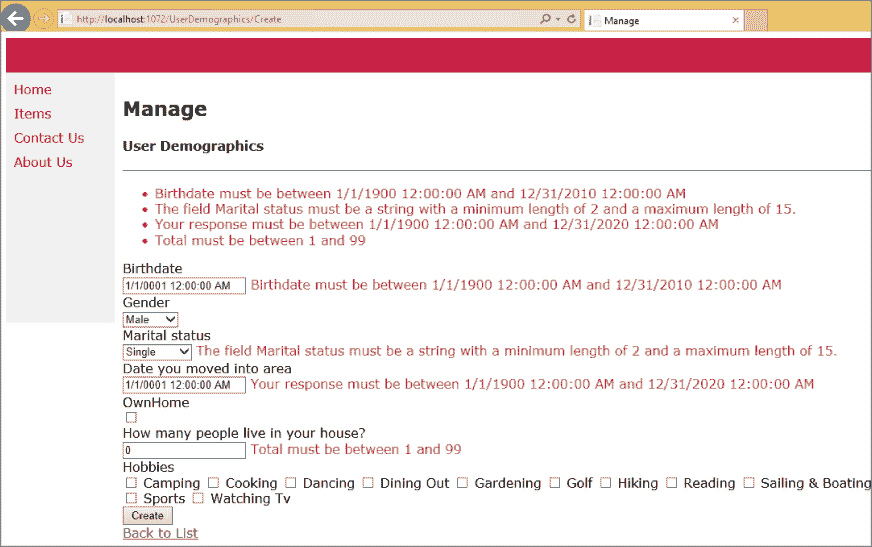 http://localhost:1072/UserDemographics/Create
Manage
Home
Items
Contact Us
About Us
Manage
User Demographics
• Birthdate must be between 1/1/1900 12:00:00 AM and 12/31/2010 12:00:00 AM
• The field Marital status must be a string with a minimum length of 2 and a maximum length of 15.
• Your response must be between 1/1/1900 12:00:00 AM and 12/31/2020 12:00:00 AM
• Total must be between 1 and 99
Birthdate
1/1/0001 12:00:00 AM Birthdate must be between 1/1/1900 12:00:00 AM and 12/31/2010 12:00:00 AM
Gender
Male
Marital status
Single The field Marital status must be a string with a minimum length of 2 and a maximum length of 15.
Date you moved into area
1/1/0001 12:00:00 AM Your response must be between 1/1/1900 12:00:00 AM and 12/31/2020 12:00:00 AM
OwnHome
How many people live in your house?
0 Total must be between 1 and 99
Hobbies
Camping Cooking Dancing Dining Out Gardening Golf Hiking Reading Sailing & Boating
Sports Watching Tv
Create
Back to List